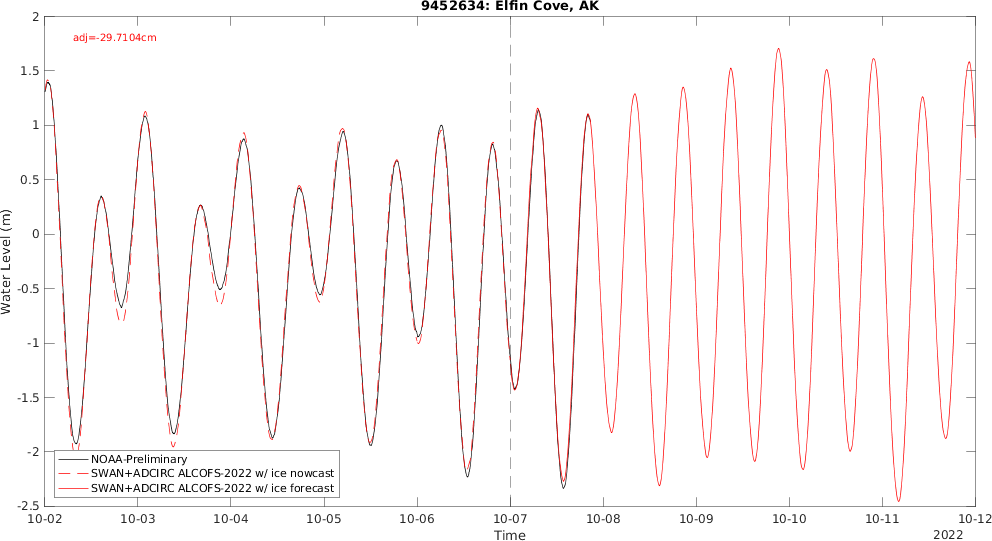 9452634: Elfin Cove, AK
adj=-29.7104cm
Water Level (m)
2
1.5
1
0.5
0
-0.5
-1
-1.5
-2
-2.5
NOAA-Preliminary
SWAN+ADCIRC ALCOFS-2022 w/ ice nowcast
SWAN+ADCIRC ALCOFS-2022 w/ ice forecast
10-02 10-03 10-04 10-05 10-06 10-07 10-08 10-09 10-10 10-11 10-12
Time
2022